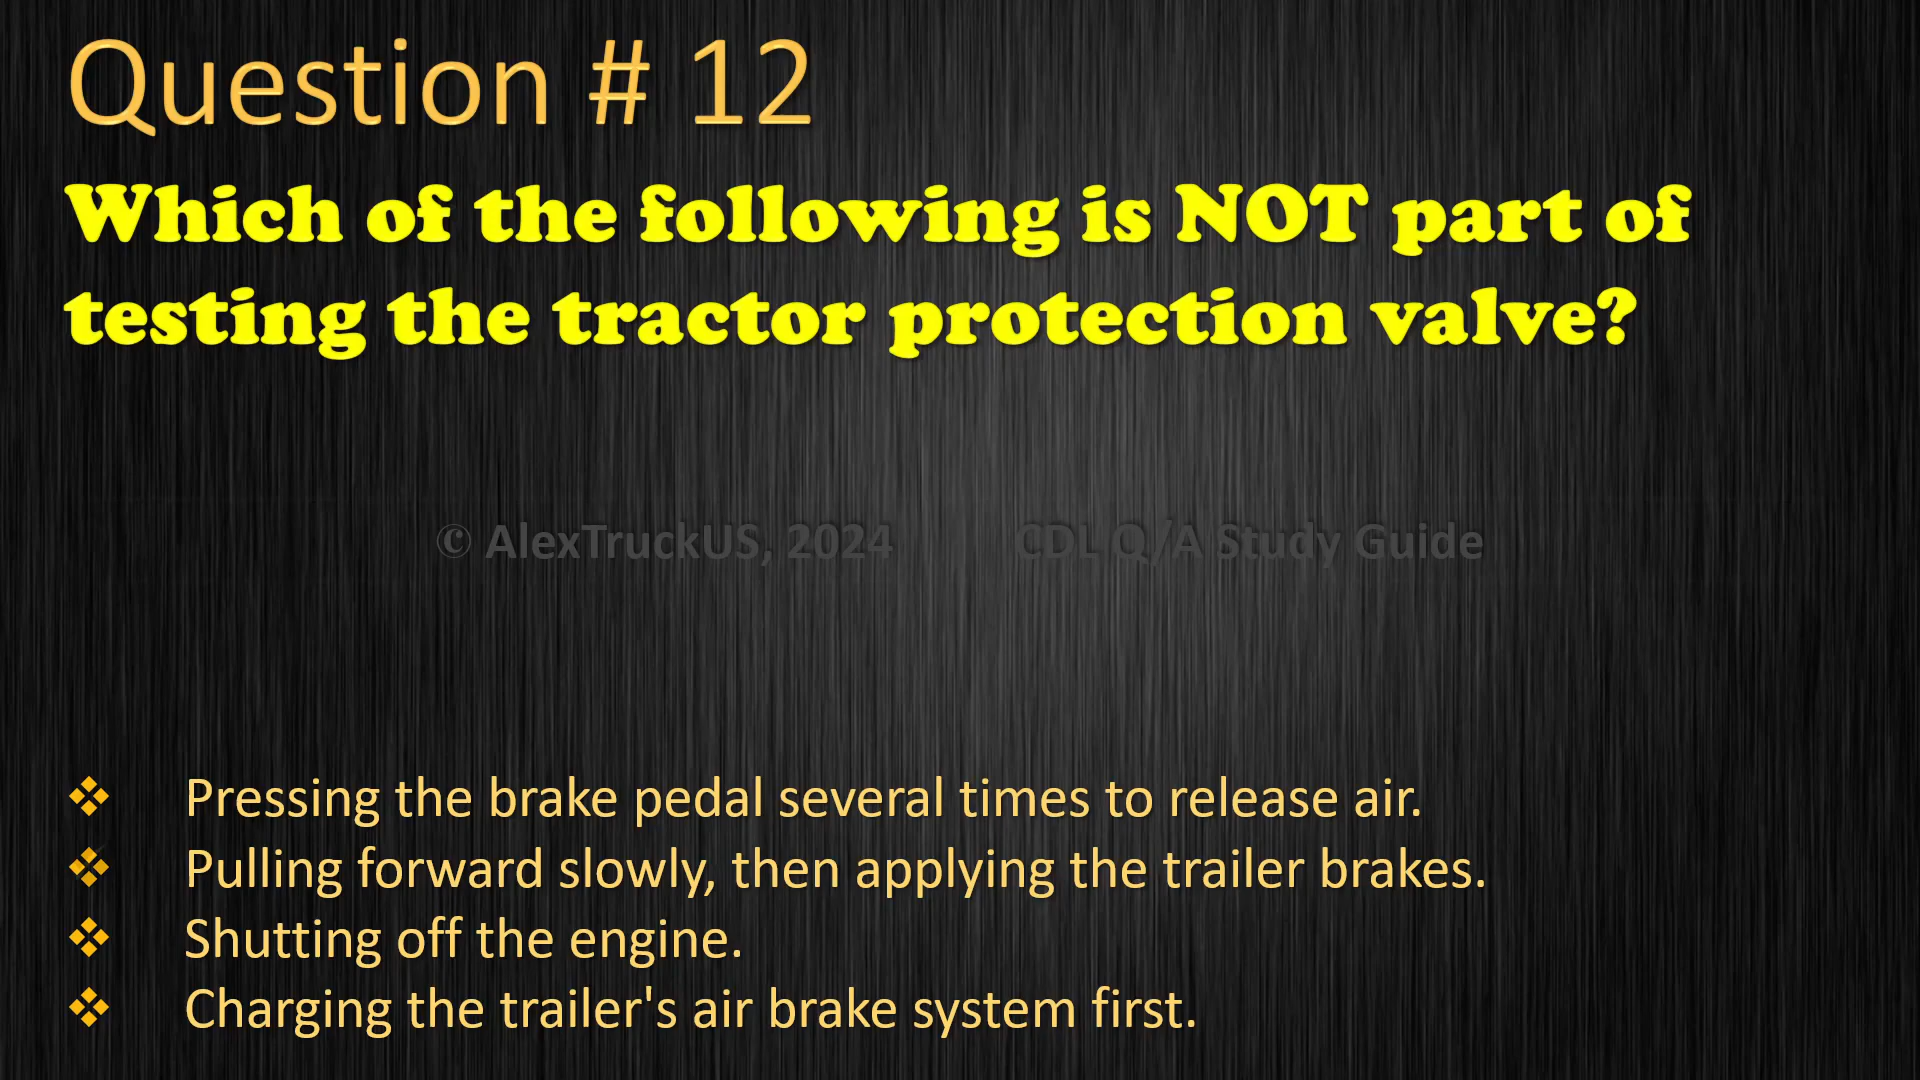 Question # 12
Which of the following is NOT part of
testing the tractor protection valve?
© AlexTruckUS, 2024 CDL Q/A Study Guide
❖ Pressing the brake pedal several times to release air.
❖ Pulling forward slowly, then applying the trailer brakes.
❖ Shutting off the engine.
❖ Charging the trailer's air brake system first.